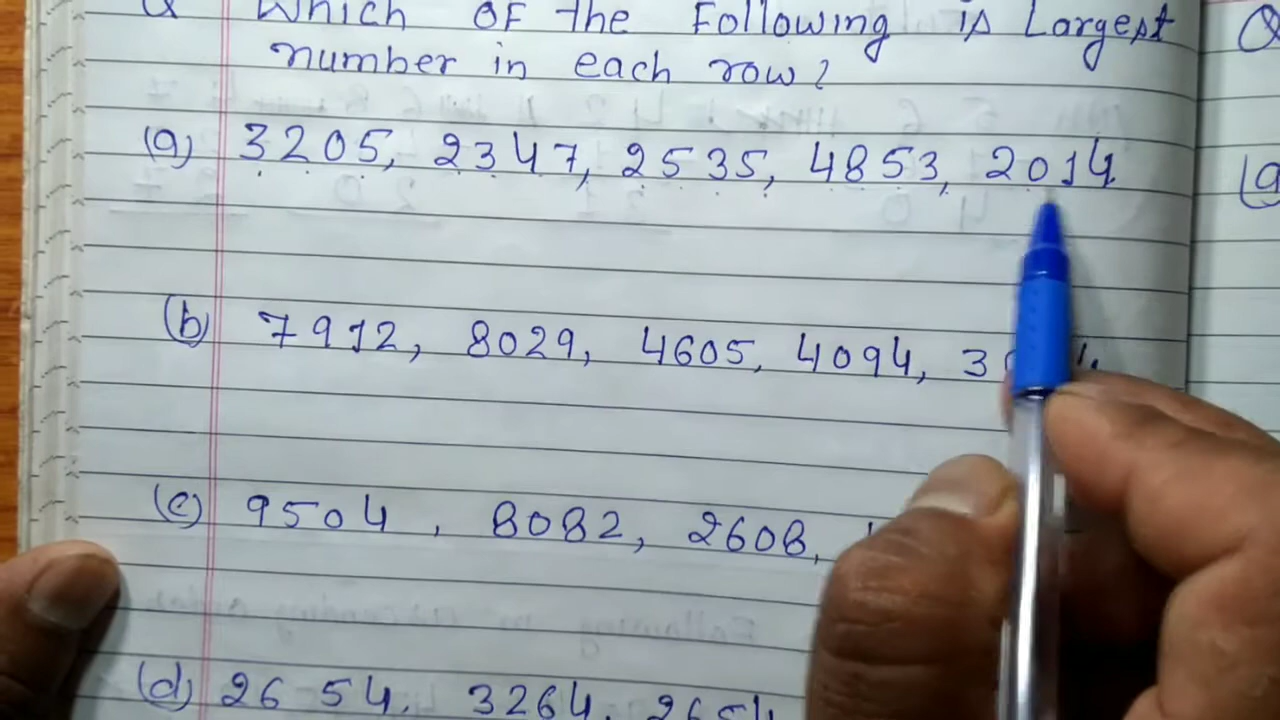 Which of the Following is Largest
number in each row?
(a) 3205, 2347, 2535, 4853, 2014
(b) 7912, 8029, 4605, 4094,
(c) 9504, 8082, 2608,
(d) 2654, 3264, 2654